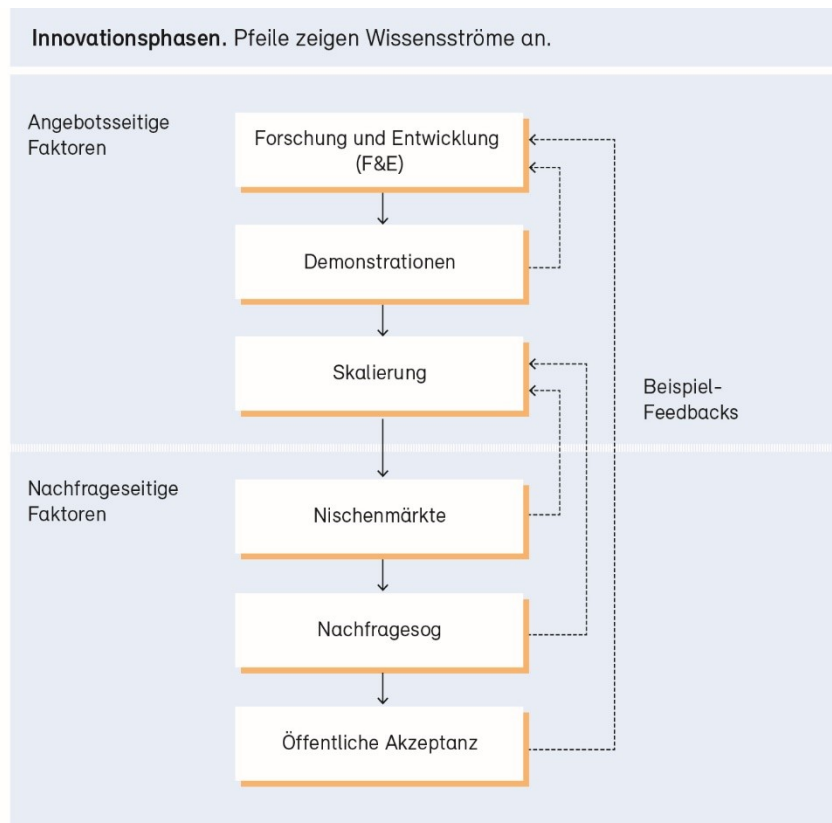 Innovationsphasen. Pfeile zeigen Wissensströme an.
Angebotsseitige
Faktoren
Forschung und Entwicklung
(F&E)
Demonstrationen
Skalierung
Beispiel-
Feedbacks
Nachfrageseitige
Faktoren
Nischenmärkte
Nachfragesog
Öffentliche Akzeptanz